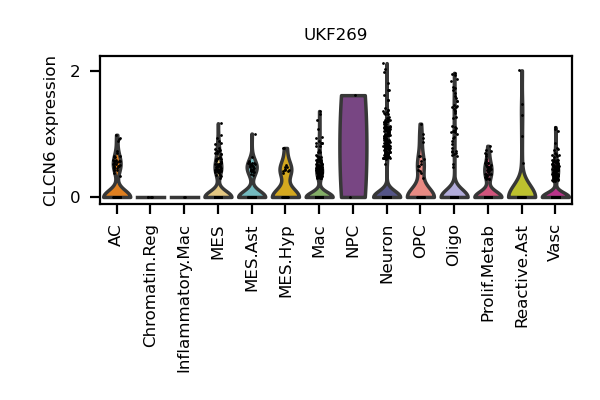 UKF269
CLCN6 expression
2
0
AC
Chromatin.Reg
Inflammatory.Mac
MES
MES.Ast
MES.Hyp
Mac
NPC
Neuron
OPC
Oligo
Prolif.Metab
Reactive.Ast
Vasc